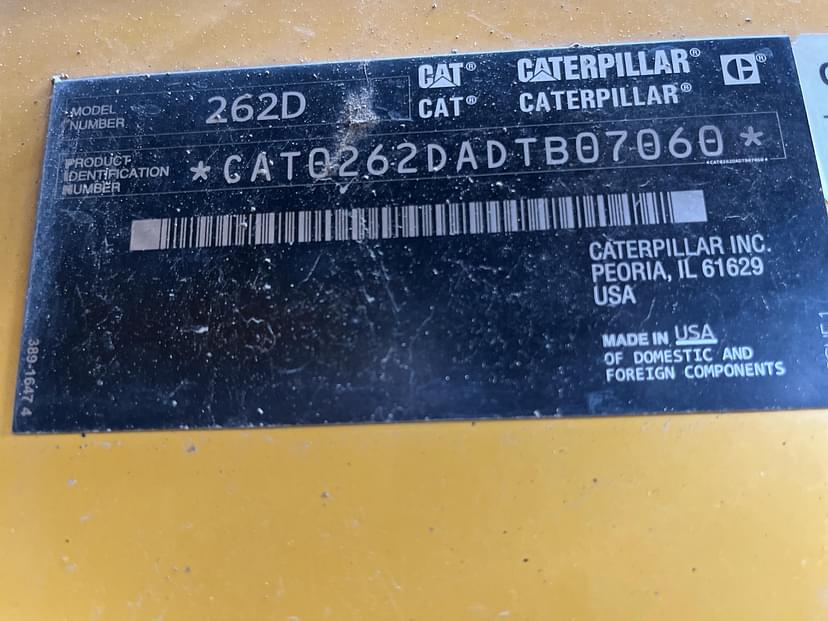 CAT® CATERPILLAR®
CAT® CATERPILLAR®
MODEL
NUMBER
262D
PRODUCT
IDENTIFICATION
NUMBER
*CAT0262DADTB07060*
*CAT0262DADTB07060*
CATERPILLAR INC.
PEORIA, IL 61629
USA
MADE IN USA
OF DOMESTIC AND
FOREIGN COMPONENTS
389-1647 4